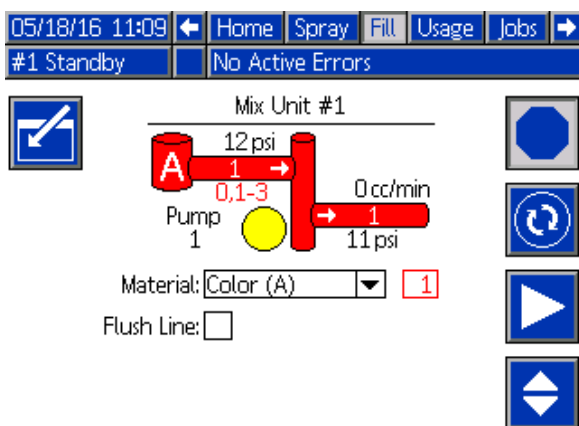 05/18/16 11:09 Home Spray Fill Usage Jobs
#1 Standby No Active Errors
Mix Unit #1
12 psi
A
1
0,1-3
0 cc/min
Pump
1
1
11 psi
Material: Color (A) 1
Flush Line: